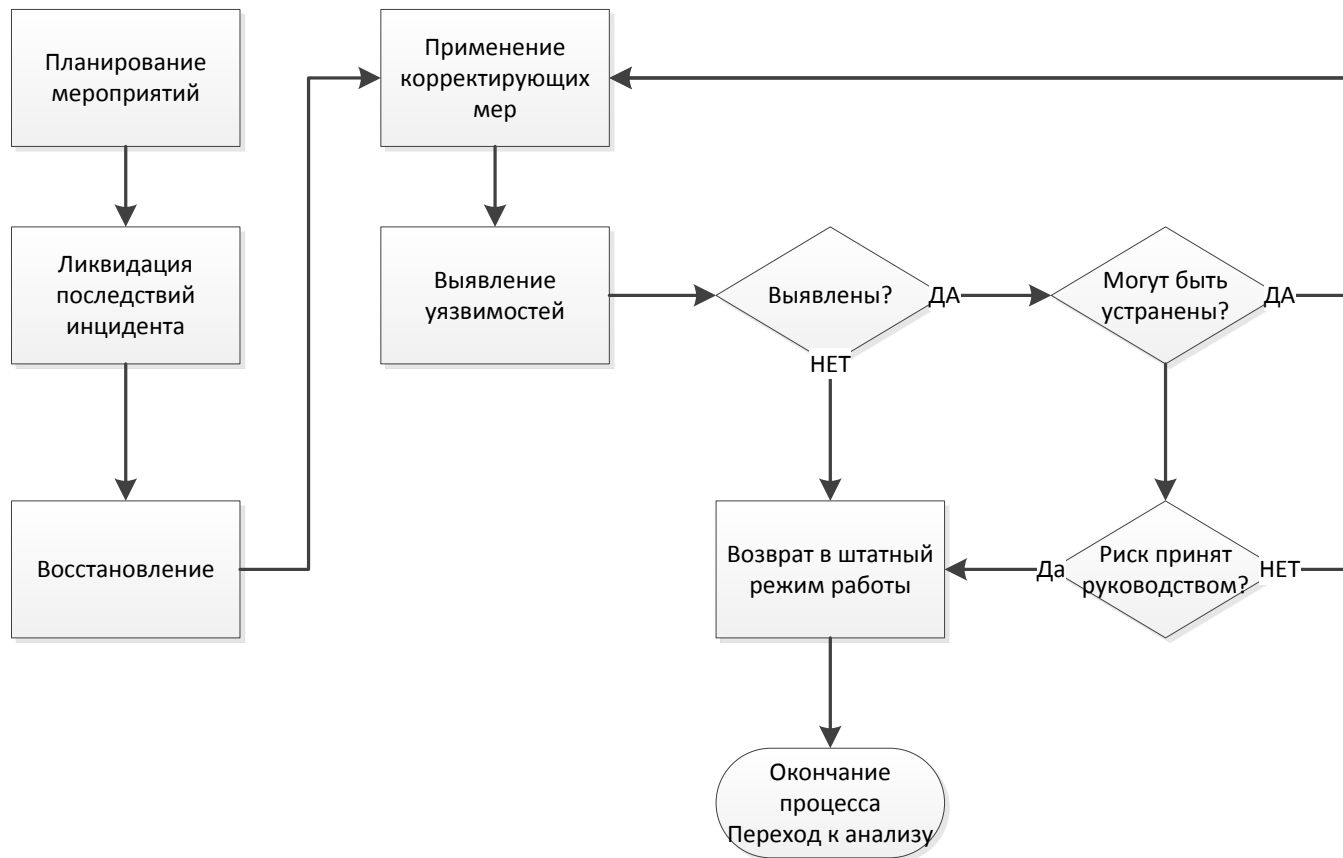 Планирование
мероприятий
Применение
корректирующих
мер
Ликвидация
последствий
инцидента
Выявление
уязвимостей
Выявлены?
ДА
Могут быть
устранены?
ДА
НЕТ
Восстановление
Возврат в штатный
режим работы
Да
Риск принят
руководством?
НЕТ
Окончание
процесса
Переход к анализу